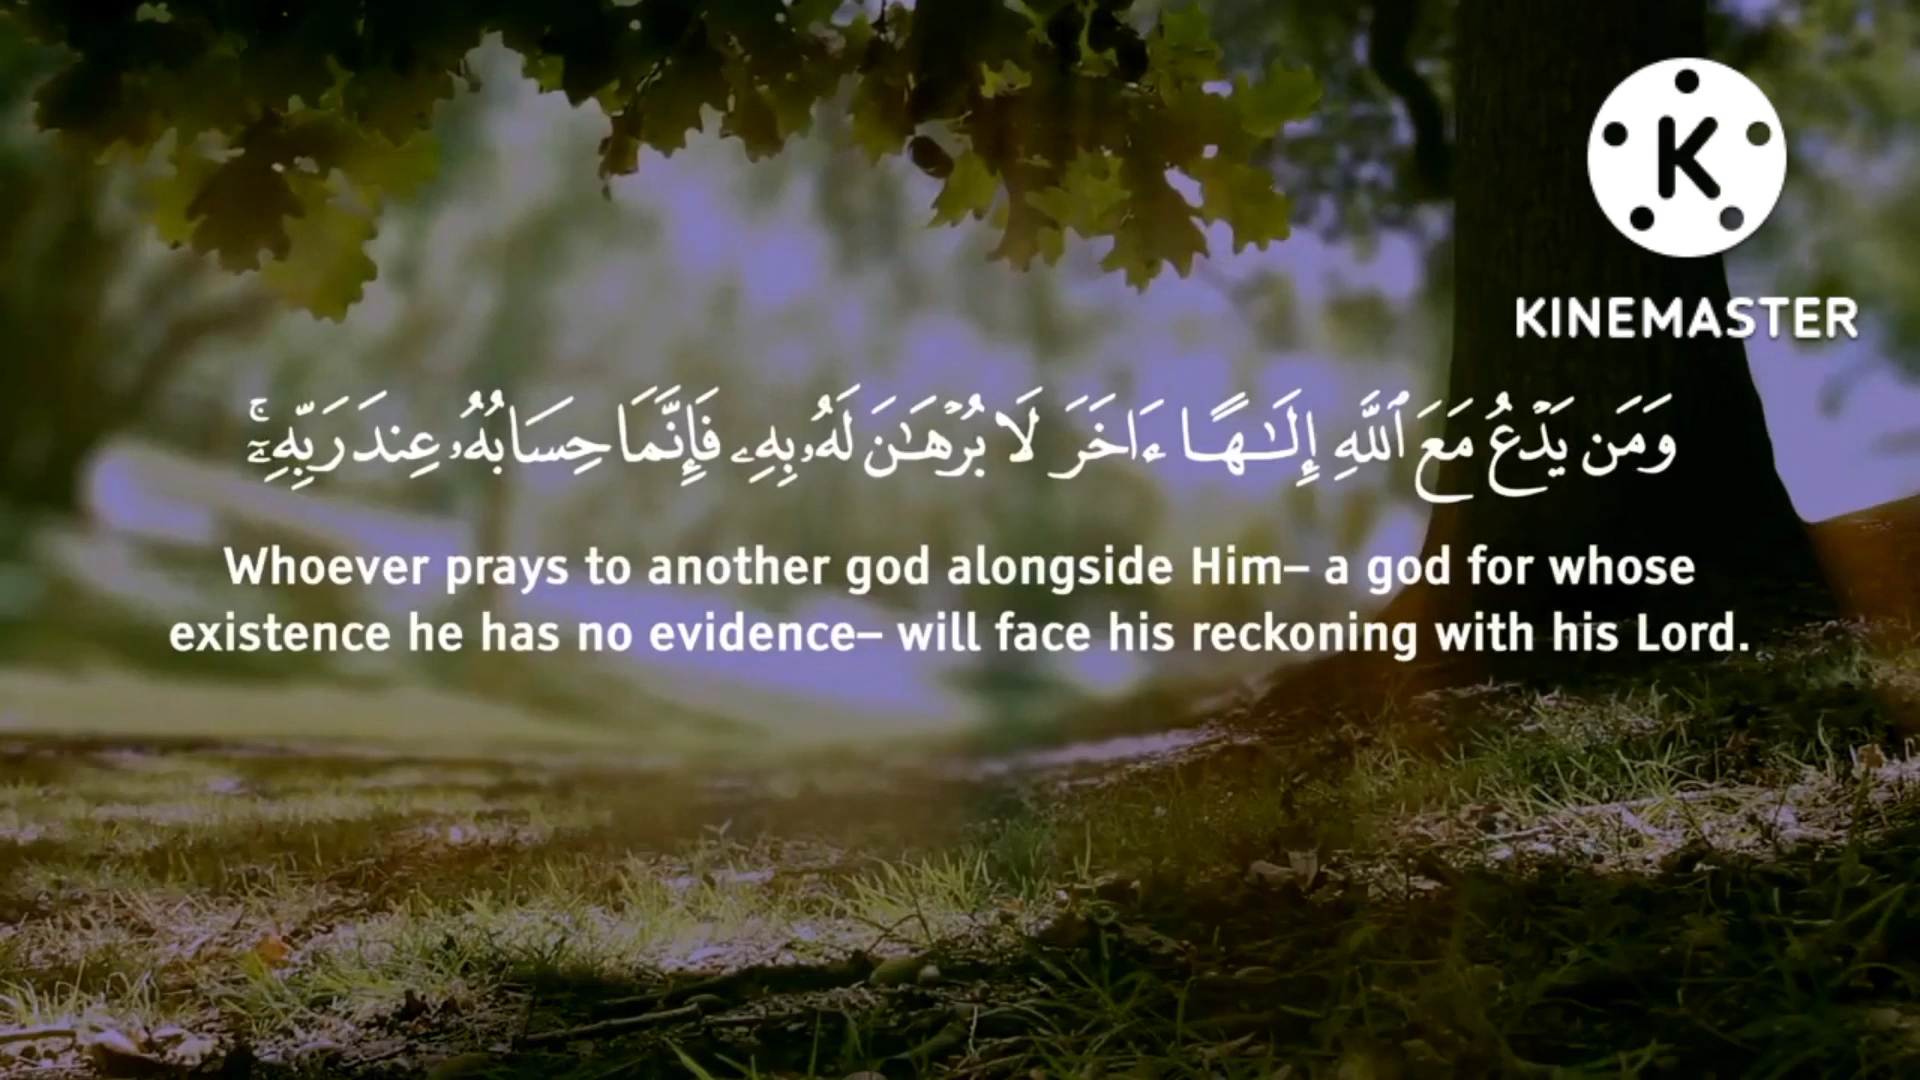 KINEMASTER
وَمَن يَدْعُ مَعَ ٱللَّهِ إِلَـٰهًا ءَاخَرَ لَا بُرْهَـٰنَ لَهُۥ بِهِۦ فَإِنَّمَا حِسَابُهُۥ عِندَ رَبِّهِۦٓ ۚ
Whoever prays to another god alongside Him– a god for whose
existence he has no evidence– will face his reckoning with his Lord.